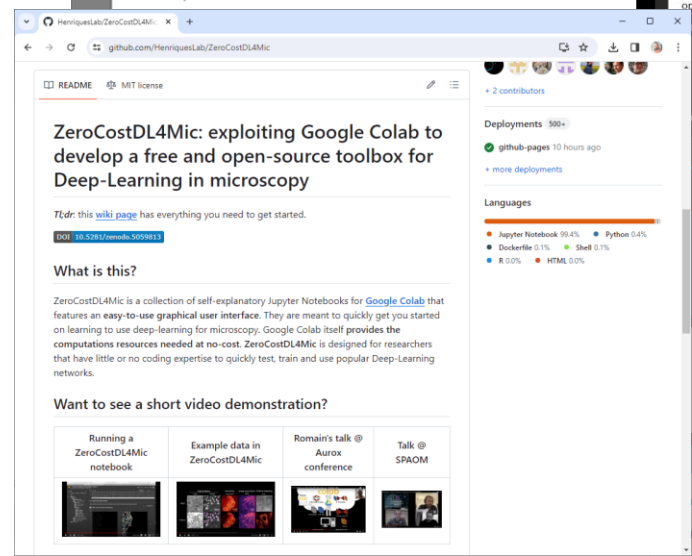 HenriquesLab/ZeroCostDL4Mic:
github.com/HenriquesLab/ZeroCostDL4Mic
README
MIT license
ZeroCostDL4Mic: exploiting Google Colab to
develop a free and open-source toolbox for
Deep-Learning in microscopy
Tl;dr: this wiki page has everything you need to get started.
DOI 10.5281/zenodo.5059813
What is this?
ZeroCostDL4Mic is a collection of self-explanatory Jupyter Notebooks for Google Colab that
features an easy-to-use graphical user interface. They are meant to quickly get you started
on learning to use deep-learning for microscopy. Google Colab itself provides the
computations resources needed at no-cost. ZeroCostDL4Mic is designed for researchers
that have little or no coding expertise to quickly test, train and use popular Deep-Learning
networks.
Want to see a short video demonstration?
Running a
ZeroCostDL4Mic
notebook
Example data in
ZeroCostDL4Mic
Romain's talk @
Aurox
conference
Talk @
SPAOM
+ 2 contributors
Deployments 500+
github-pages 10 hours ago
+ more deployments
Languages
Jupyter Notebook 99.4% Python 0.4%
Dockerfile 0.1% Shell 0.1%
R 0.0% HTML 0.0%